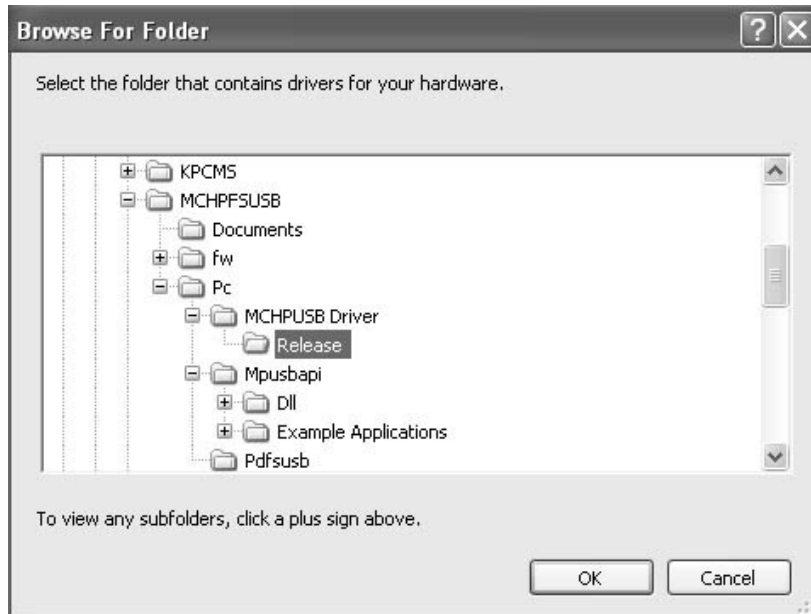 Browse For Folder
Select the folder that contains drivers for your hardware.
KPCMS
MCHPFSUSB
Documents
fw
Pc
MCHPUSB Driver
Release
Mpusbapi
Dll
Example Applications
Pdfsusb
To view any subfolders, click a plus sign above.
OK Cancel